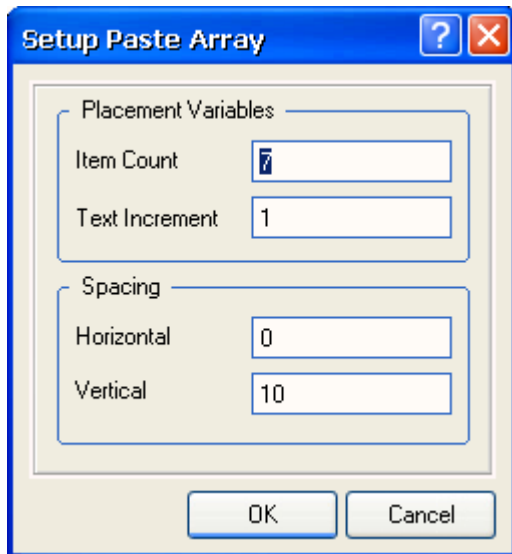 Setup Paste Array
Placement Variables
Item Count 7
Text Increment 1
Spacing
Horizontal 0
Vertical 10
OK Cancel